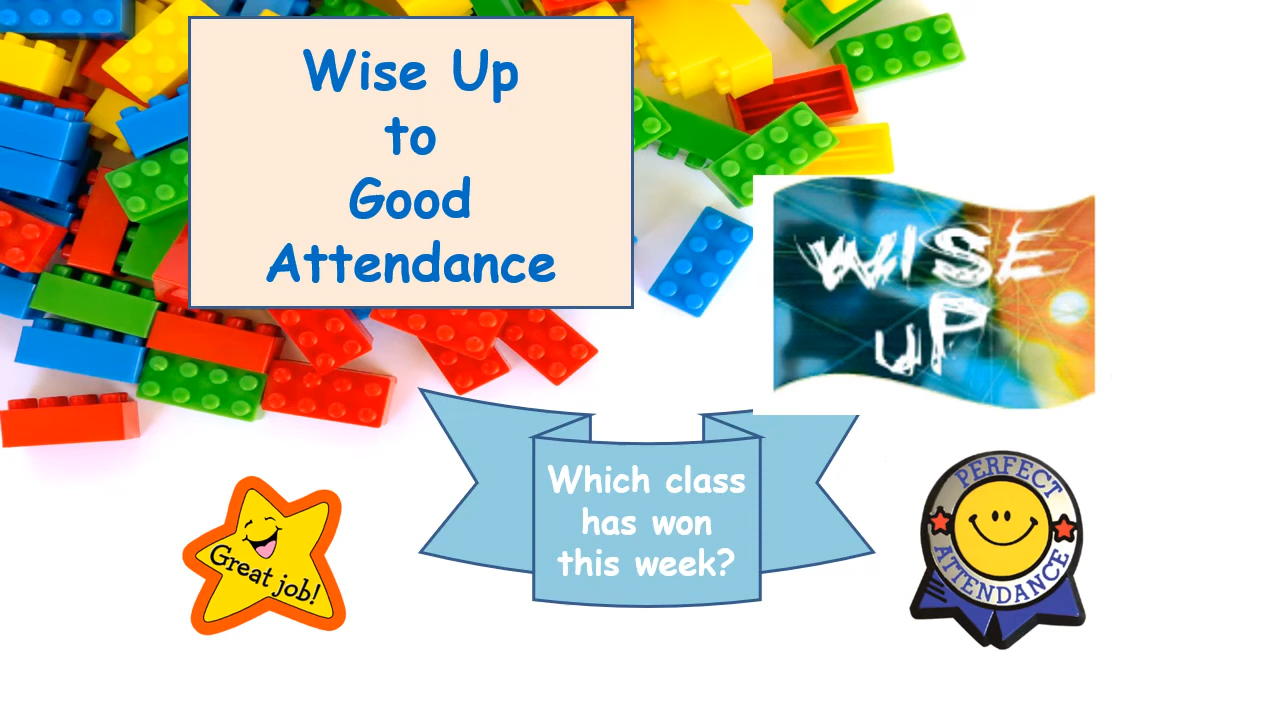 Wise Up
to
Good
Attendance
WISE
UP
Which class
has won
this week?
Great job!
PERFECT
ATTENDANCE